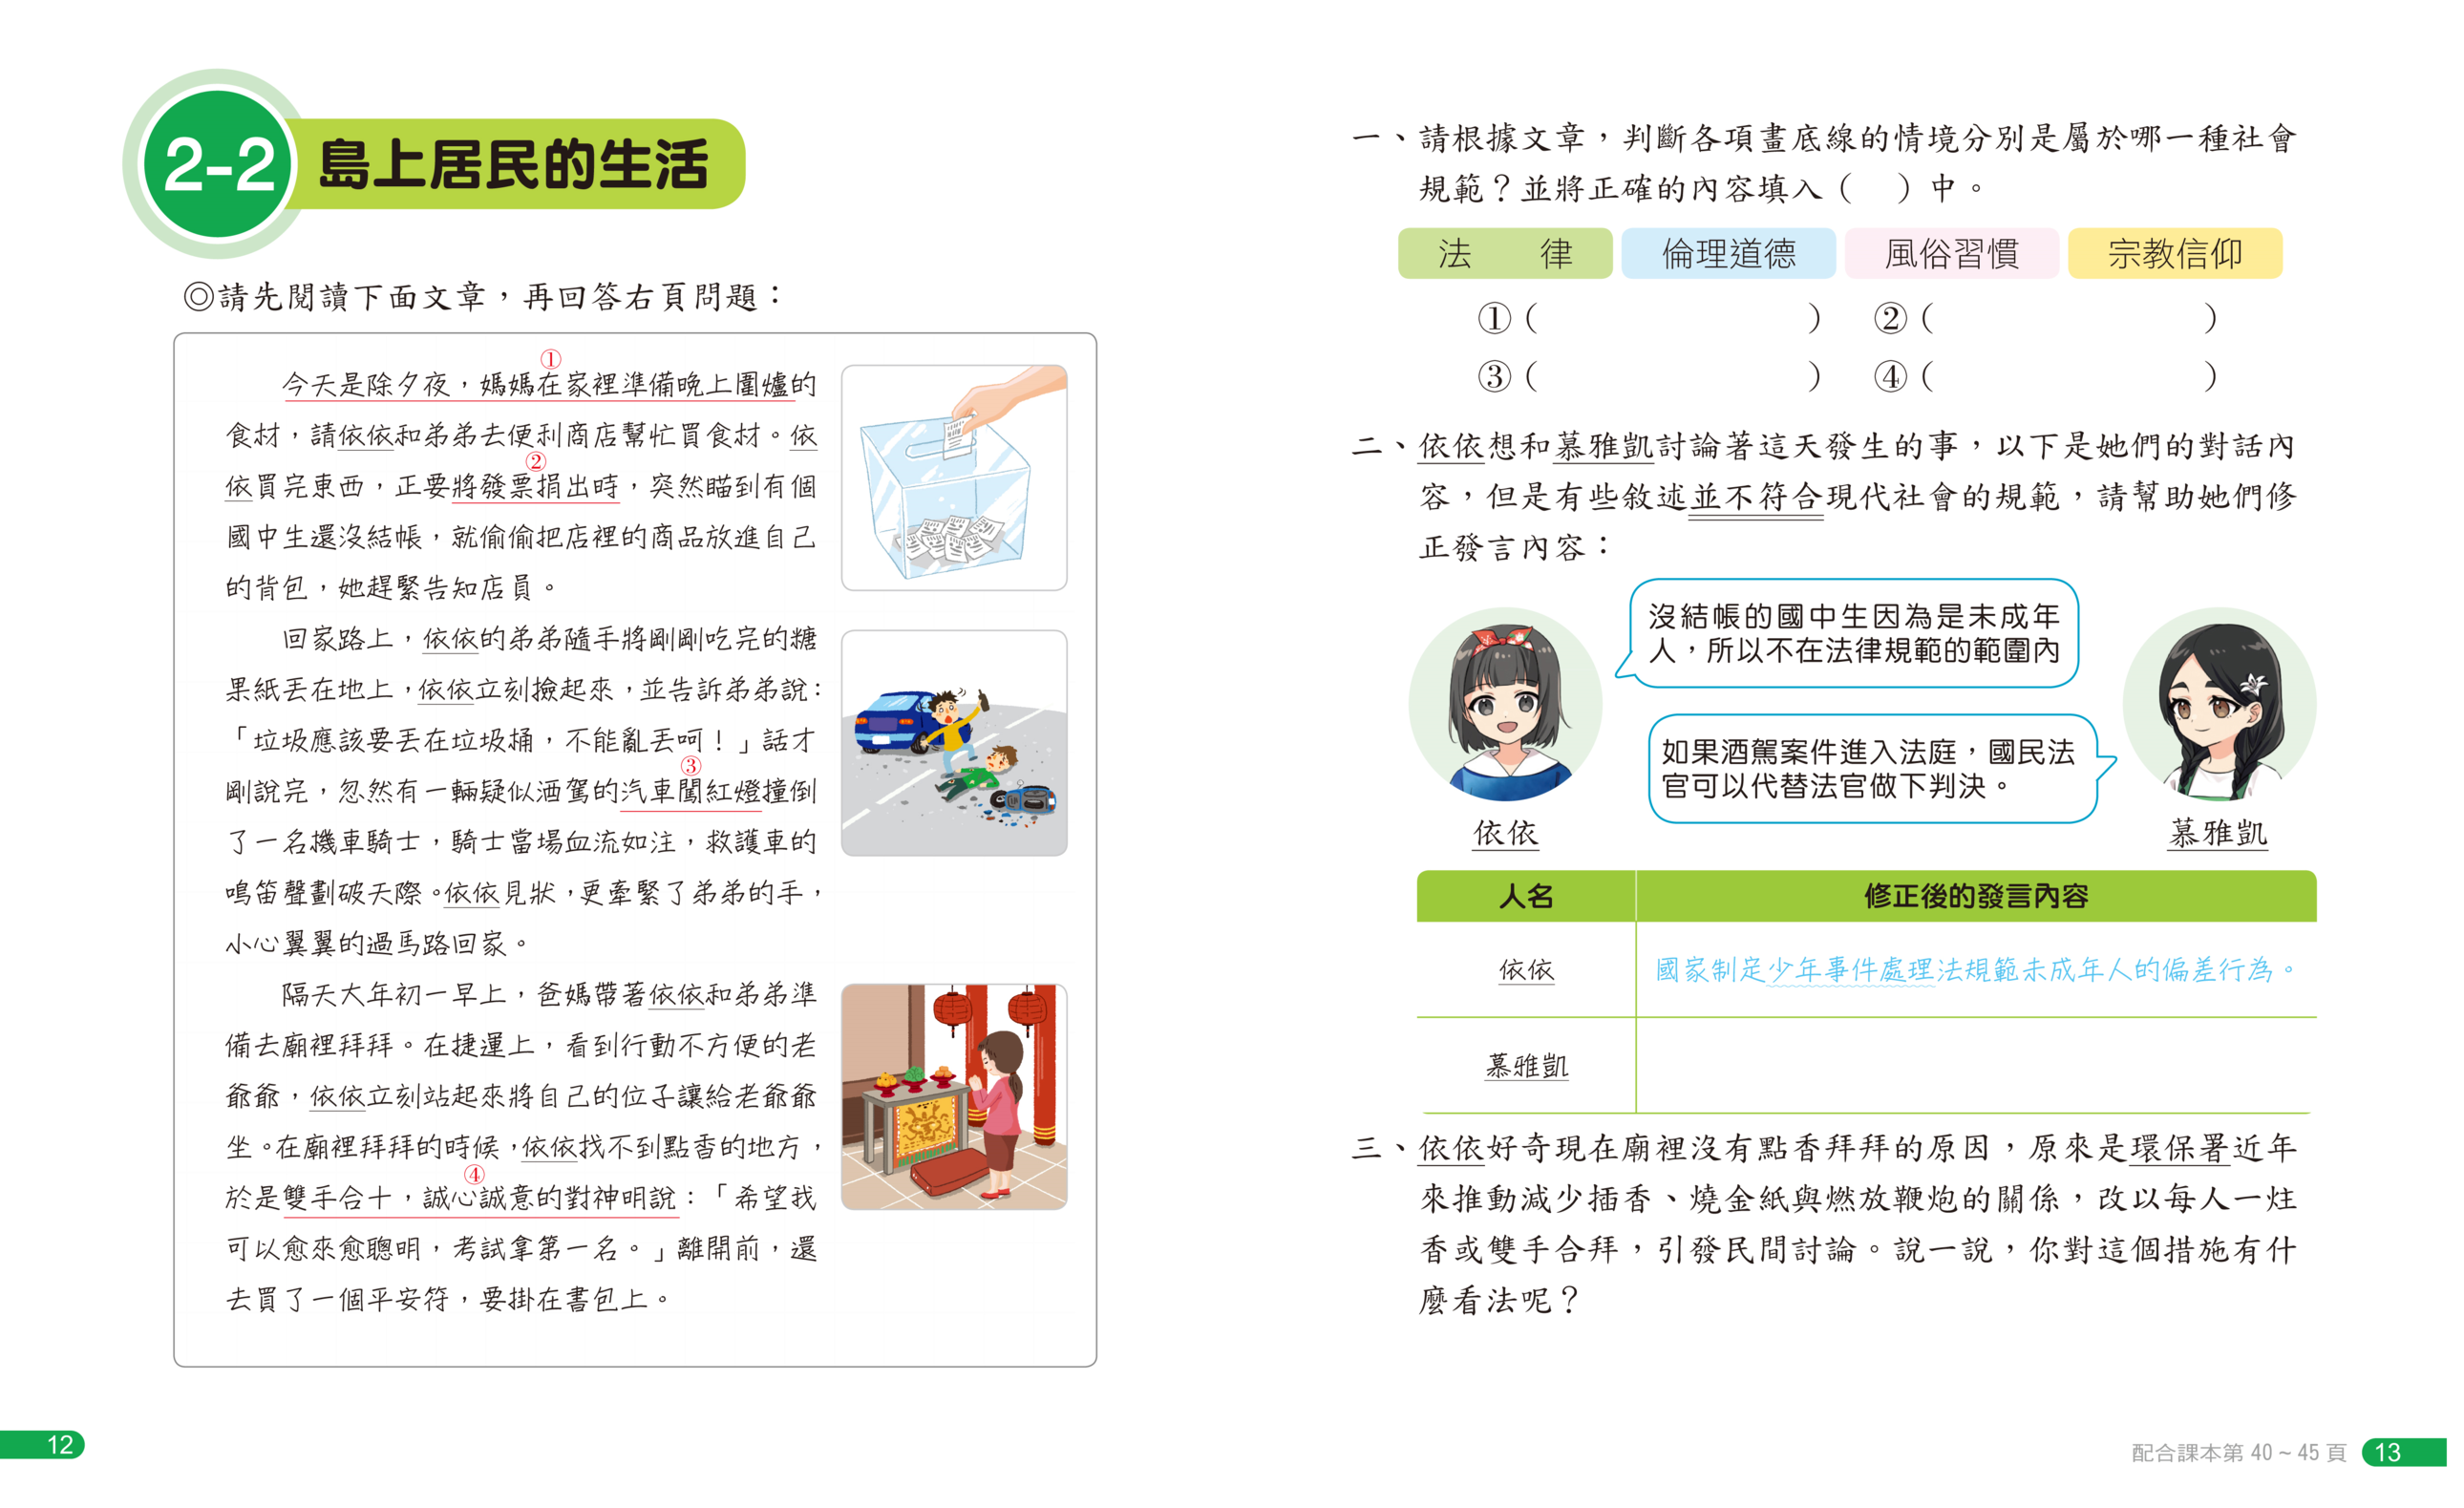 2-2 島上居民的生活
◎請先閱讀下面文章，再回答右頁問題：
①
今天是除夕夜，媽媽在家裡準備晚上圍爐的
食材，請依依和弟弟去便利商店幫忙買食材。依
②
依買完東西，正要將發票捐出時，突然瞄到有個
國中生還沒結帳，就偷偷把店裡的商品放進自己
的背包，她趕緊告知店員。
回家路上，依依的弟弟隨手將剛剛吃完的糖
果紙丟在地上，依依立刻撿起來，並告訴弟弟說：
「垃圾應該要丟在垃圾桶，不能亂丟呵！」話才
③
剛說完，忽然有一輛疑似酒駕的汽車闖紅燈撞倒
了一名機車騎士，騎士當場血流如注，救護車的
鳴笛聲劃破天際。依依見狀，更牽緊了弟弟的手，
小心翼翼的過馬路回家。
隔天大年初一早上，爸媽帶著依依和弟弟準
備去廟裡拜拜。在捷運上，看到行動不方便的老
爺爺，依依立刻站起來將自己的位子讓給老爺爺
坐。在廟裡拜拜的時候，依依找不到點香的地方，
④
於是雙手合十，誠心誠意的對神明說：「希望我
可以愈來愈聰明，考試拿第一名。」離開前，還
去買了一個平安符，要掛在書包上。
12
一、請根據文章，判斷各項畫底線的情境分別是屬於哪一種社會
規範？並將正確的內容填入（　）中。
法　律　倫理道德　風俗習慣　宗教信仰
①（　　）②（　　）
③（　　）④（　　）
二、依依想和慕雅凱討論著這天發生的事，以下是她們的對話內
容，但是有些敘述並不符合現代社會的規範，請幫助她們修
正發言內容：
沒結帳的國中生因為是未成年
人，所以不在法律規範的範圍內
如果酒駕案件進入法庭，國民法
官可以代替法官做下判決。
依依
慕雅凱
人名　修正後的發言內容
依依　國家制定少年事件處理法規範未成年人的偏差行為。
慕雅凱
三、依依好奇現在廟裡沒有點香拜拜的原因，原來是環保署近年
來推動減少插香、燒金紙與燃放鞭炮的關係，改以每人一炷
香或雙手合拜，引發民間討論。說一說，你對這個措施有什
麼看法呢？
配合課本第 40 ~ 45 頁 13